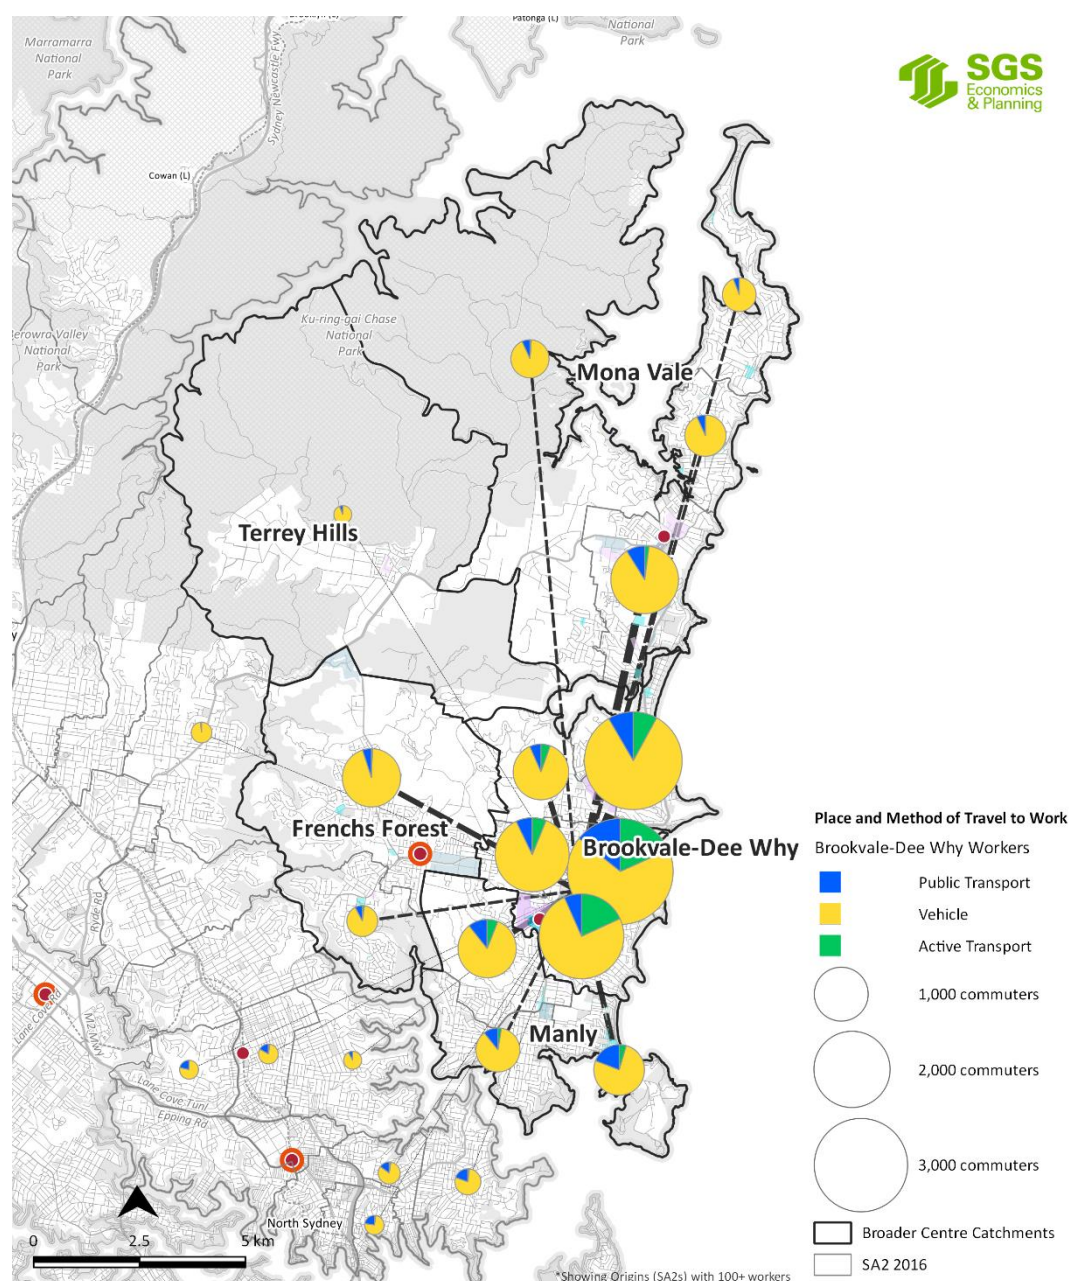 Patonga (L)
National
Park
Marramarra
National
Park
Sydney Newcastle Fwy
SGS
Economics
& Planning
Cowan (L)
Ku-ring-gai Chase
National
Park
Valley
National
Park
Mona Vale
Terrey Hills
Frenchs Forest
Brookvale-Dee Why
Ryde Rd
Lane Cove Rd
M2 Mwy
Manly
Lane Cove Tunl
Epping Rd
North Sydney
0 2.5 5 km
Place and Method of Travel to Work
Brookvale-Dee Why Workers
Public Transport
Vehicle
Active Transport
1,000 commuters
2,000 commuters
3,000 commuters
Broader Centre Catchments
SA2 2016
*Showing Origins (SA2s) with 100+ workers